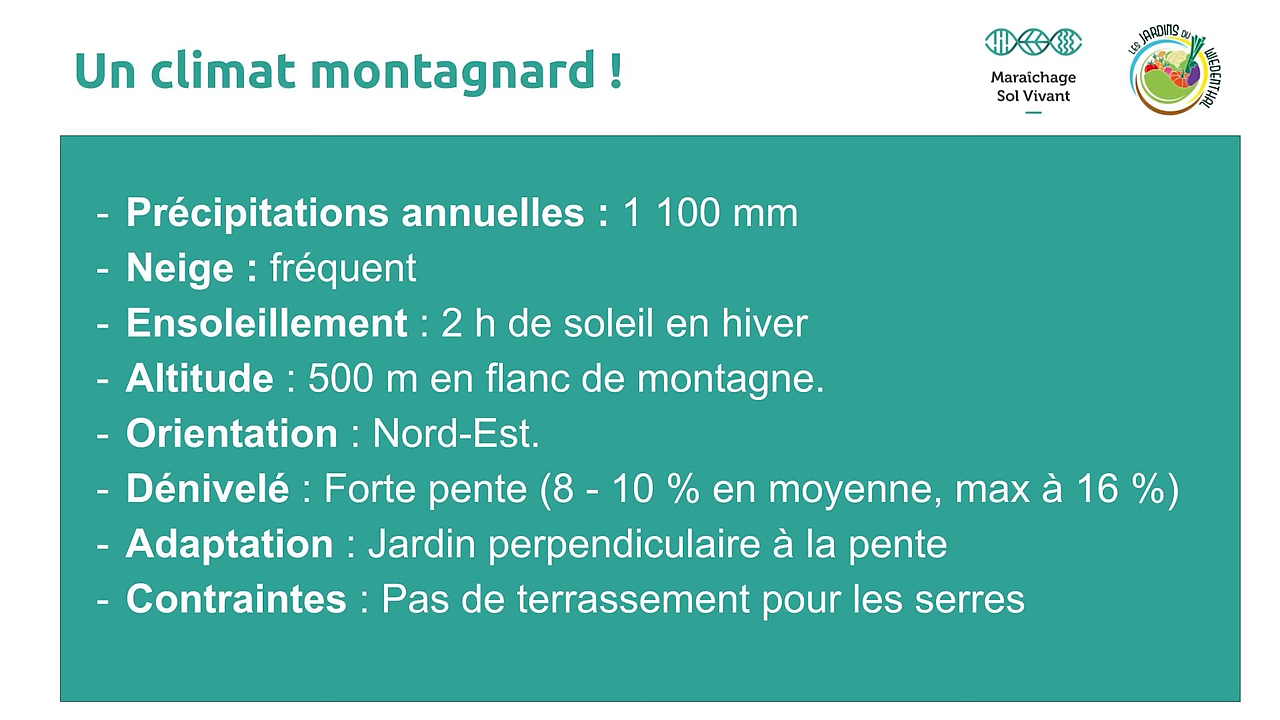 Un climat montagnard !
Maraîchage
Sol Vivant
LES JARDINS DU WIEDENTHAL
- Précipitations annuelles : 1 100 mm
- Neige : fréquent
- Ensoleillement : 2 h de soleil en hiver
- Altitude : 500 m en flanc de montagne.
- Orientation : Nord-Est.
- Dénivelé : Forte pente (8 - 10 % en moyenne, max à 16 %)
- Adaptation : Jardin perpendiculaire à la pente
- Contraintes : Pas de terrassement pour les serres